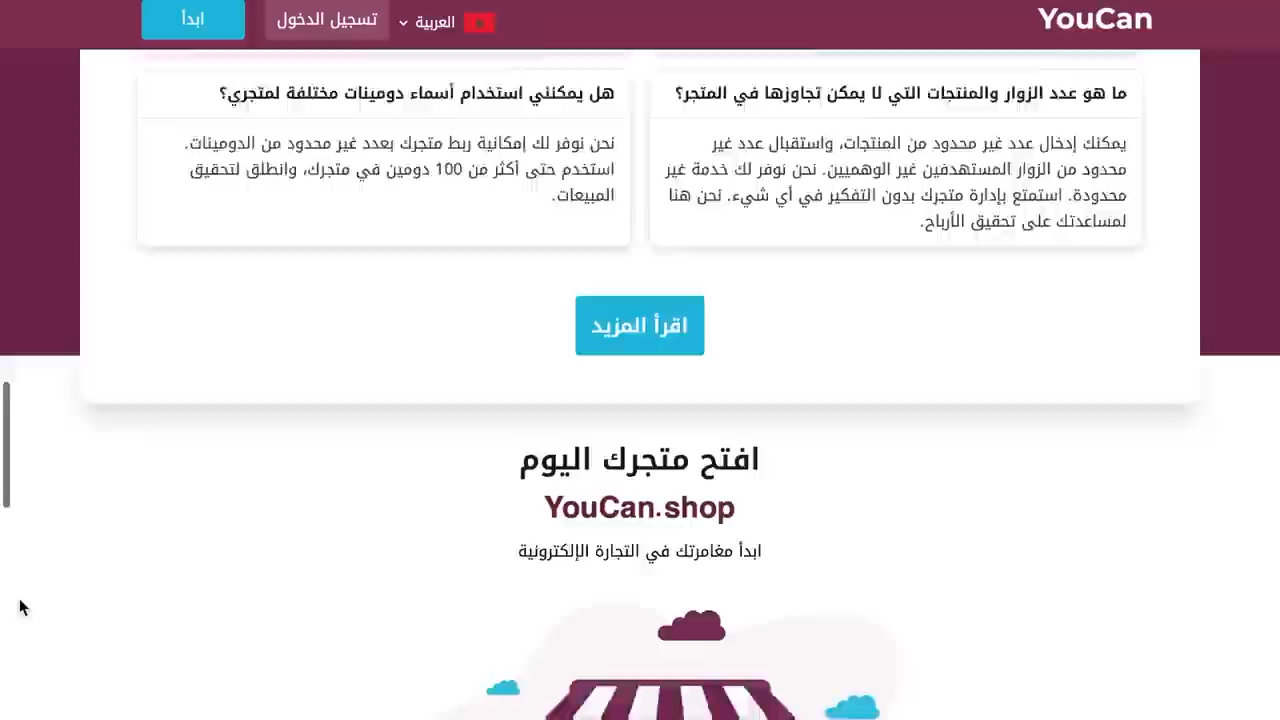 YouCan
العربية
تسجيل الدخول
ابدأ
ما هو عدد الزوار والمنتجات التي لا يمكن تجاوزها في المتجر؟
يمكنك إدخال عدد غير محدود من المنتجات، واستقبال عدد غير
محدود من الزوار المستهدفين غير الوهميين. نحن نوفر لك خدمة غير
محدودة. استمتع بإدارة متجرك بدون التفكير في أي شيء. نحن هنا
لمساعدتك على تحقيق الأرباح.
هل يمكنني استخدام أسماء دومينات مختلفة لمتجري؟
نحن نوفر لك إمكانية ربط متجرك بعدد غير محدود من الدومينات.
استخدم حتى أكثر من 100 دومين في متجرك، وانطلق لتحقيق
المبيعات.
اقرأ المزيد
افتح متجرك اليوم
YouCan.shop
ابدأ مغامرتك في التجارة الإلكترونية